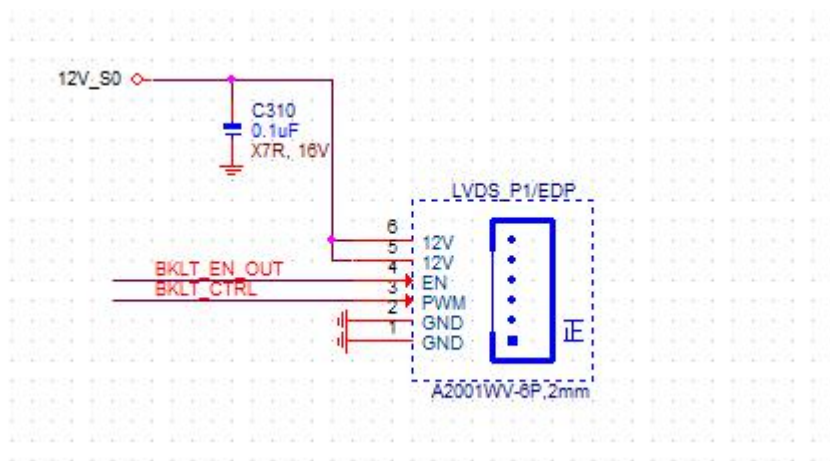 12V_S0
C310
0.1uF
X7R, 16V
LVDS_P1/EDP
6
12V
5
12V
4
EN
BKLT_EN_OUT
3
PWM
BKLT_CTRL
2
GND
1
GND
正
A2001WV-6P,2mm